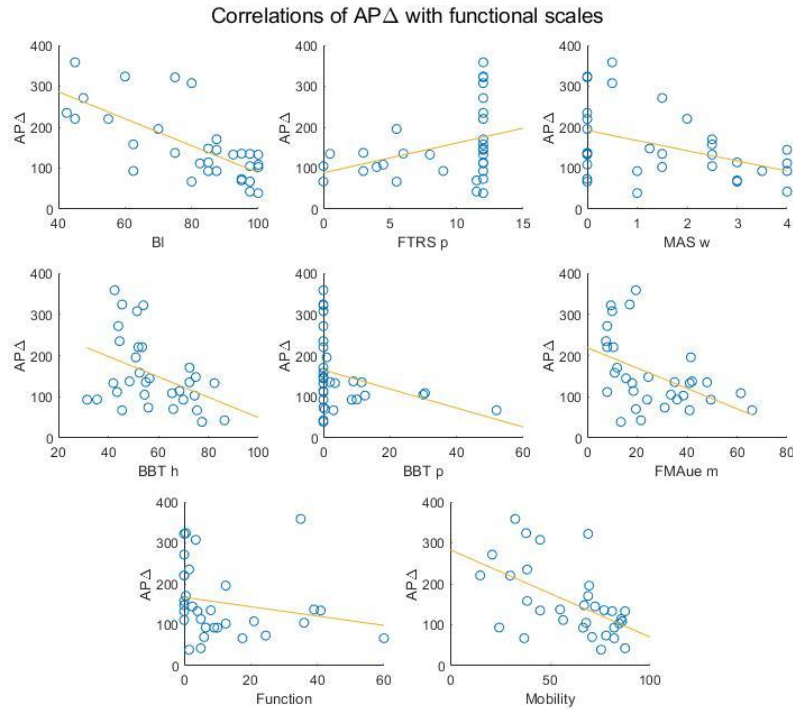 Correlations of APΔ with functional scales
400
300
200
100
0
APΔ
40 60 80 100
BI
400
300
200
100
0
APΔ
0 5 10 15
FTRS p
400
300
200
100
0
APΔ
0 1 2 3 4
MAS w
400
300
200
100
0
APΔ
20 40 60 80 100
BBT h
400
300
200
100
0
APΔ
0 20 40 60
BBT p
400
300
200
100
0
APΔ
0 20 40 60 80
FMAue m
400
300
200
100
0
APΔ
0 20 40 60
Function
400
300
200
100
0
APΔ
0 50 100
Mobility